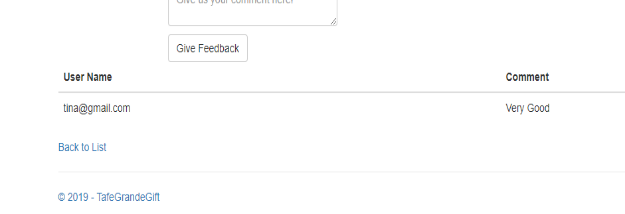 Give us your comment here!
Give Feedback
User Name Comment
tina@gmail.com Very Good
Back to List
© 2019 - TafeGrandeGift